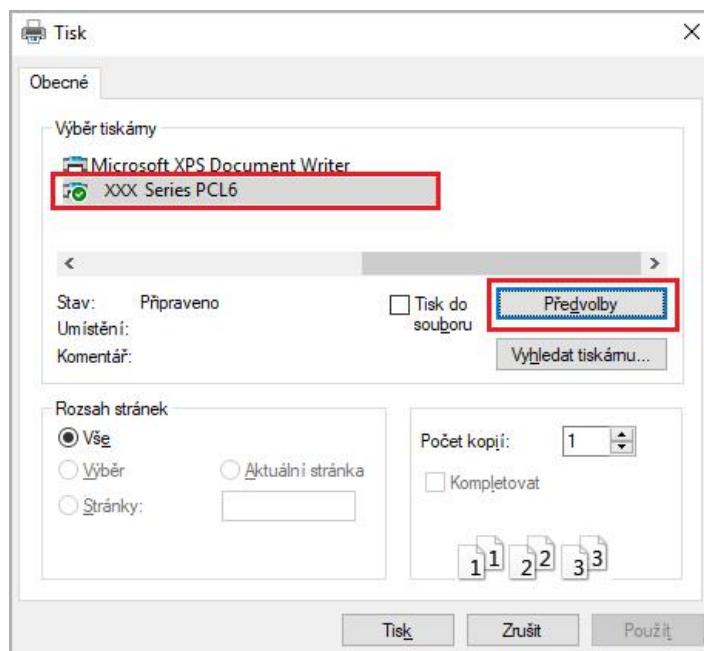 Tisk
Obecné
Výběr tiskárny
Microsoft XPS Document Writer
XXX Series PCL6
Stav: Připraveno
Tisk do souboru
Předvolby
Umístění:
Komentář:
Vyhledat tiskárnu...
Rozsah stránek
Vše
Výběr
Aktuální stránka
Stránky:
Počet kopií: 1
Kompletovat
1 1 2 2 3 3
Tisk
Zrušit
Použít